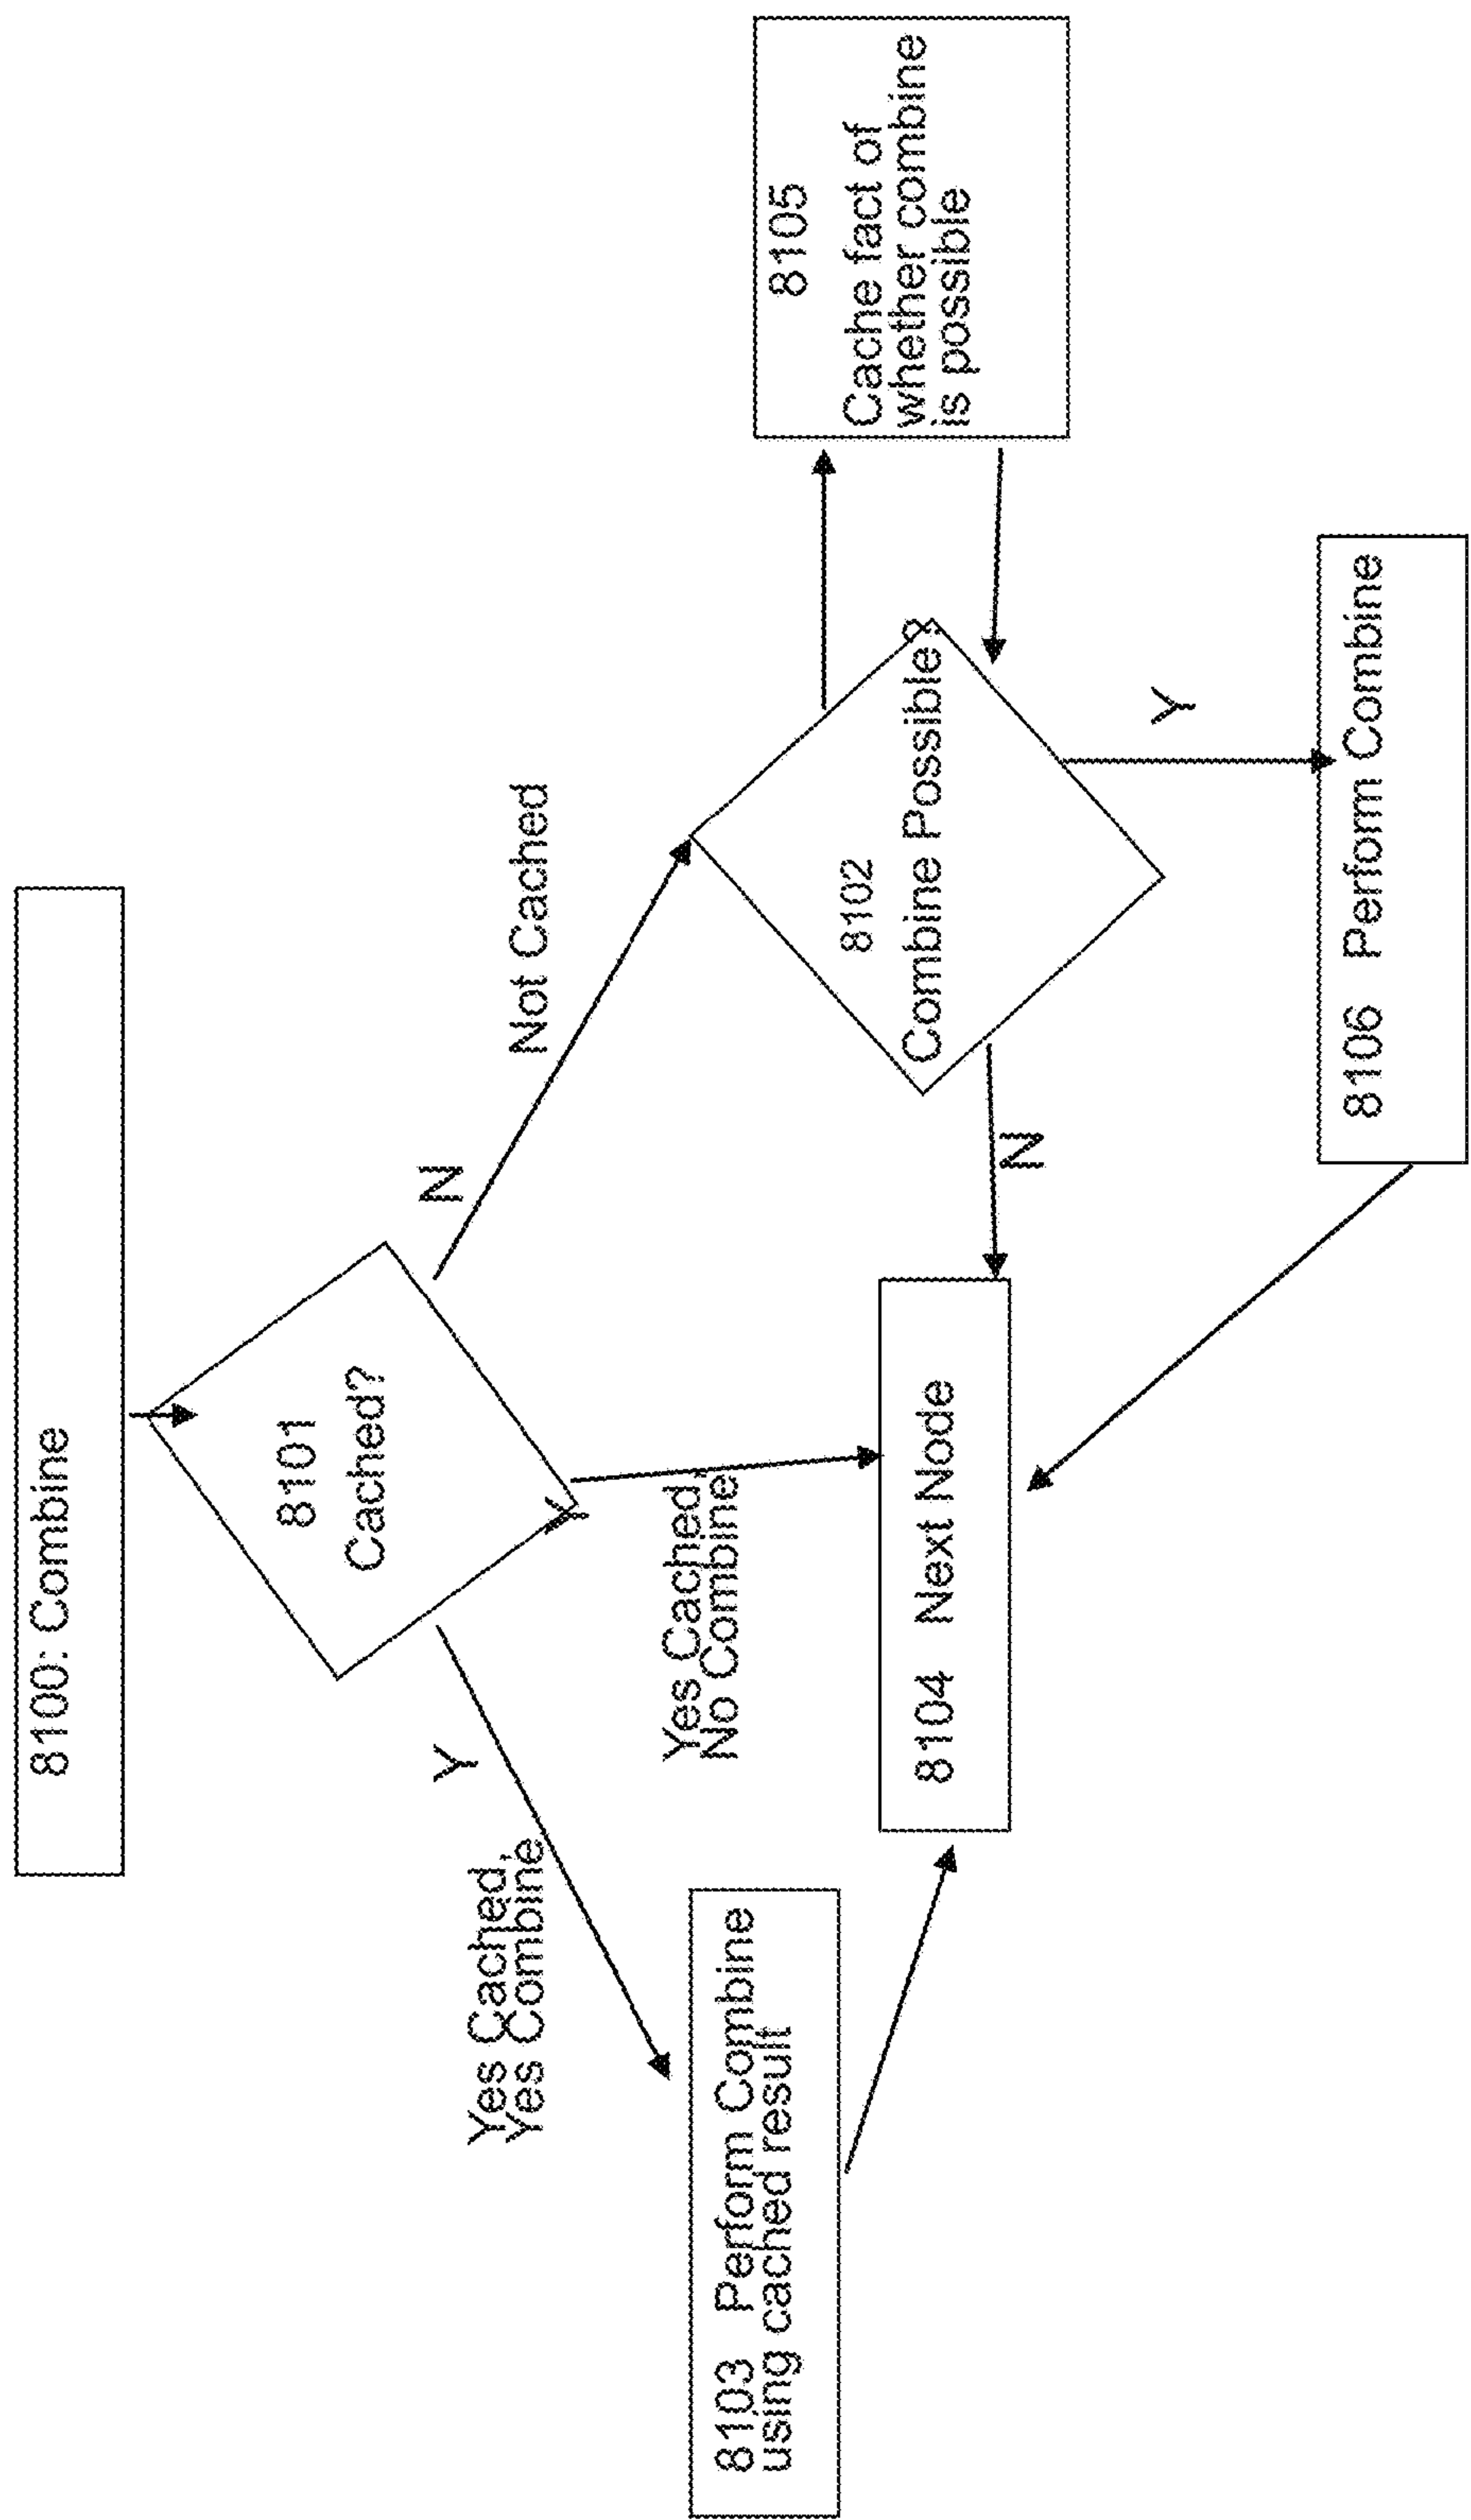 8100: Combine
8101
Cached?
Y
Yes Cached,
Yes Combine
Y
Yes Cached,
No Combine
N
Not Cached
8103 Perform Combine
using cached result
8104 Next Node
8102
Combine Possible?
N
Y
8105
Cache fact of
whether combine
is possible
8106 Perform Combine